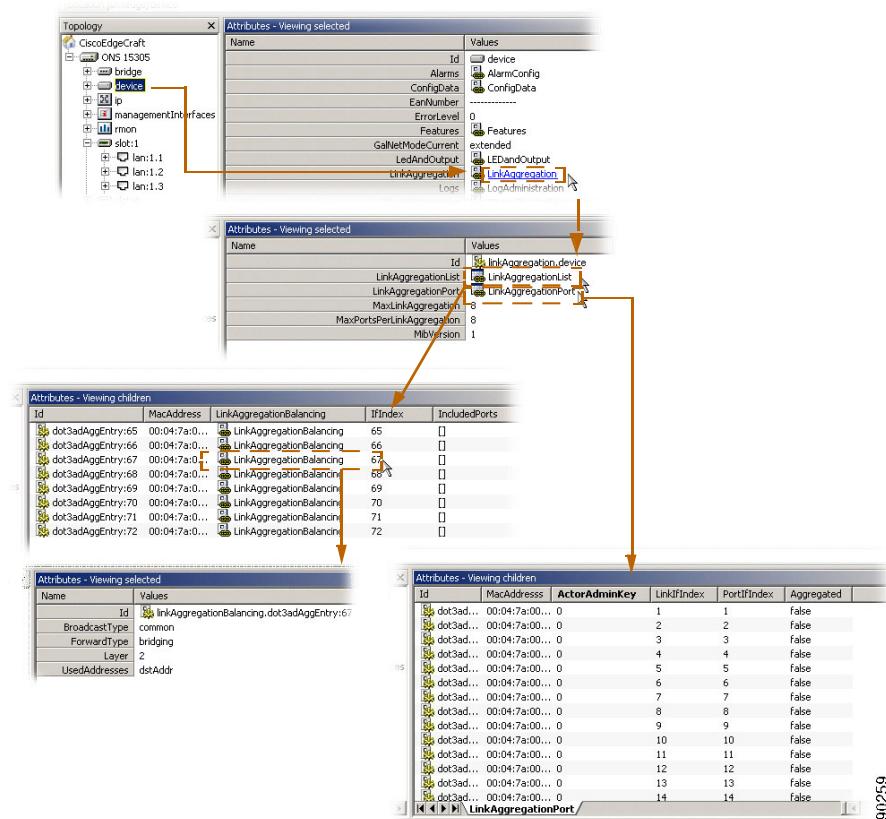 Topology
CiscoEdgeCraft
ONS 15305
bridge
device
ip
managementInterfaces
rmon
slot:1
lan:1.1
lan:1.2
lan:1.3
Attributes - Viewing selected
Name Values
Id device
Alarms AlarmConfig
ConfigData ConfigData
EanNumber -------------
ErrorLevel 0
Features Features
GalNetModeCurrent extended
LedAndOutput LEDandOutput
LinkAggregation LinkAggregation
Logs LogAdministration
Attributes - Viewing selected
Name Values
Id linkAggregation.device
LinkAggregationList LinkAggregationList
LinkAggregationPort LinkAggregationPort
MaxLinkAggregation 8
MaxPortsPerLinkAggregation 8
MibVersion 1
Attributes - Viewing children
Id MacAddress LinkAggregationBalancing IfIndex IncludedPorts
dot3adAggEntry:65 00:04:7a:0... LinkAggregationBalancing 65 []
dot3adAggEntry:66 00:04:7a:0... LinkAggregationBalancing 66 []
dot3adAggEntry:67 00:04:7a:0... LinkAggregationBalancing 67 []
dot3adAggEntry:68 00:04:7a:0... LinkAggregationBalancing 68 []
dot3adAggEntry:69 00:04:7a:0... LinkAggregationBalancing 69 []
dot3adAggEntry:70 00:04:7a:0... LinkAggregationBalancing 70 []
dot3adAggEntry:71 00:04:7a:0... LinkAggregationBalancing 71 []
dot3adAggEntry:72 00:04:7a:0... LinkAggregationBalancing 72 []
Attributes - Viewing selected
Name Values
Id linkAggregationBalancing.dot3adAggEntry:67
BroadcastType common
ForwardType bridging
Layer 2
UsedAddresses dstAddr
Attributes - Viewing children
Id MacAddresss ActorAdminKey LinkIfIndex PortIfIndex Aggregated
dot3ad... 00:04:7a:00... 0 1 1 false
dot3ad... 00:04:7a:00... 0 2 2 false
dot3ad... 00:04:7a:00... 0 3 3 false
dot3ad... 00:04:7a:00... 0 4 4 false
dot3ad... 00:04:7a:00... 0 5 5 false
dot3ad... 00:04:7a:00... 0 6 6 false
dot3ad... 00:04:7a:00... 0 7 7 false
dot3ad... 00:04:7a:00... 0 8 8 false
dot3ad... 00:04:7a:00... 0 9 9 false
dot3ad... 00:04:7a:00... 0 10 10 false
dot3ad... 00:04:7a:00... 0 11 11 false
dot3ad... 00:04:7a:00... 0 12 12 false
dot3ad... 00:04:7a:00... 0 13 13 false
dot3ad... 00:04:7a:00... 0 14 14 false
LinkAggregationPort
90259